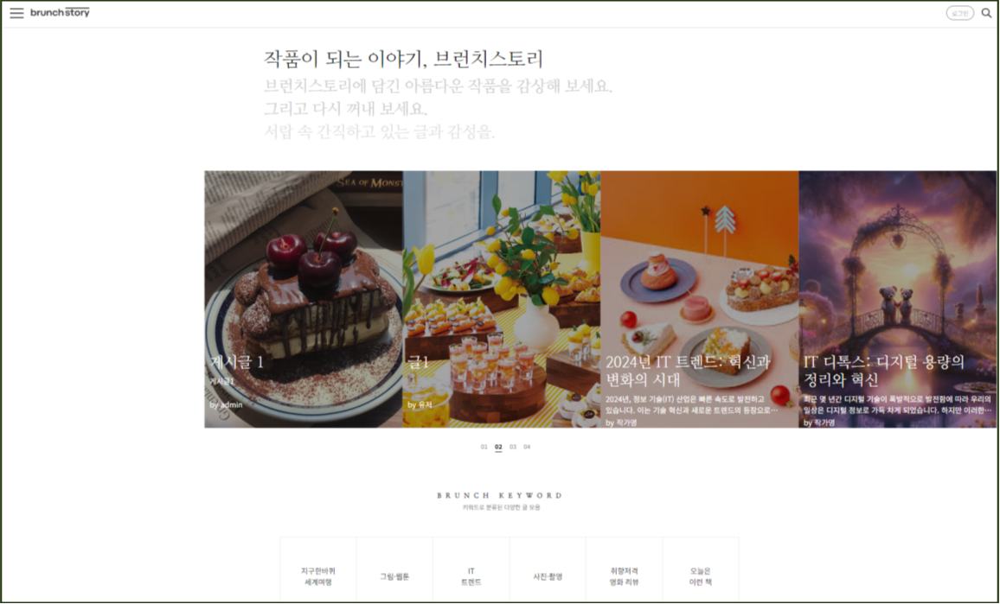 brunch story
로그인
작품이 되는 이야기, 브런치스토리
브런치스토리에 담긴 아름다운 작품을 감상해 보세요.
그리고 다시 꺼내 보세요.
서랍 속 간직하고 있는 글과 감성을.
SEA OF MONST
게시글 1
게시글1
by admin
글1
by 유저
2024년 IT 트렌드: 혁신과
변화의 시대
2024년, 정보 기술(IT) 산업은 빠른 속도로 발전하고
있습니다. 이는 기술 혁신과 새로운 트렌드의 등장으로…
by 작가명
IT 디톡스: 디지털 용량의
정리와 혁신
최근 몇 년간 디지털 기술이 폭발적으로 발전함에 따라 우리의
일상은 디지털 정보로 가득 차게 되었습니다. 하지만 이러한…
by 작가명
01 02 03 04
BRUNCH KEYWORD
키워드로 분류된 다양한 글 모음
지구한바퀴
세계여행
그림·웹툰
IT
트렌드
사진·촬영
취향저격
영화 리뷰
오늘은
이런 책